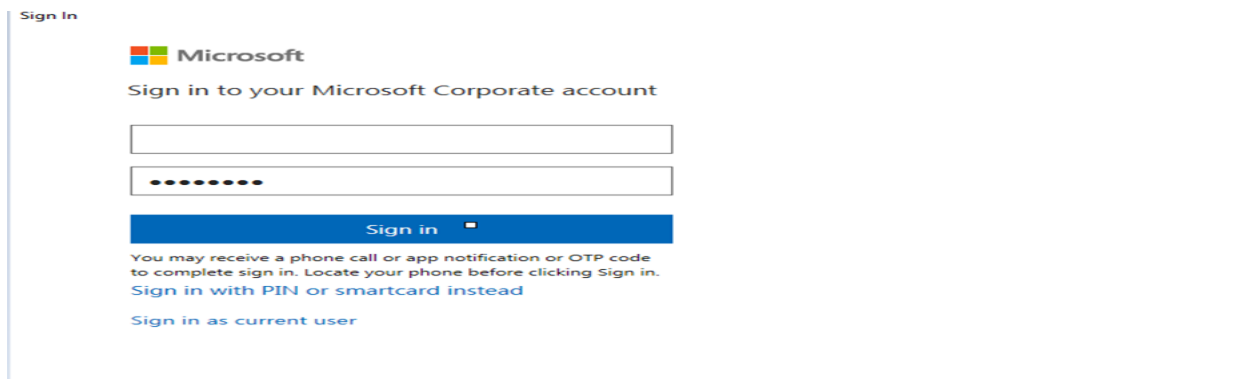 Sign In
Microsoft
Sign in to your Microsoft Corporate account
••••••••
Sign in
You may receive a phone call or app notification or OTP code
to complete sign in. Locate your phone before clicking Sign in.
Sign in with PIN or smartcard instead
Sign in as current user